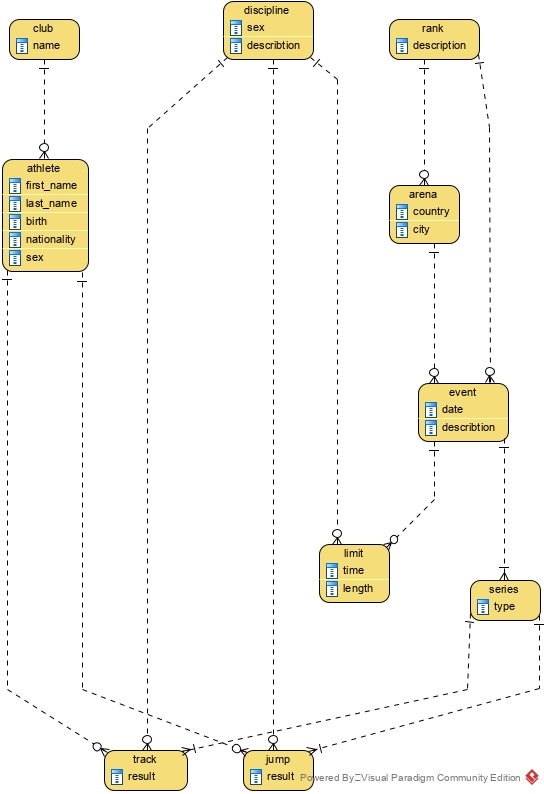 club
name
discipline
sex
describtion
rank
description
athlete
first_name
last_name
birth
nationality
sex
arena
country
city
event
date
describtion
limit
time
length
series
type
track
result
jump
result
Powered By Visual Paradigm Community Edition